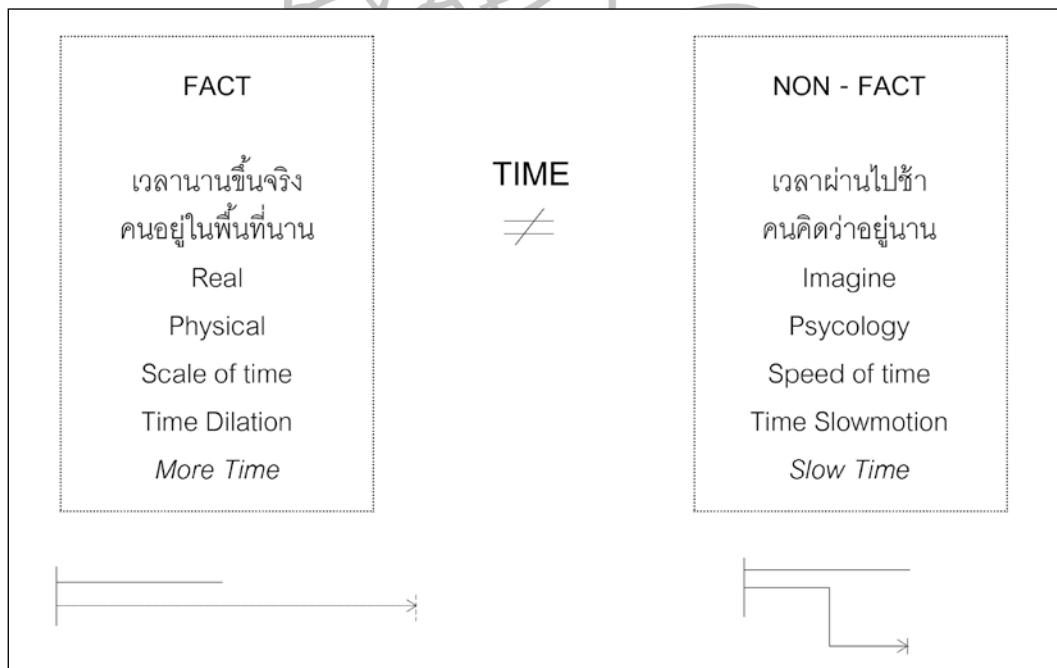 FACT
เวลานานขึ้นจริง
คนอยู่ในพื้นที่นาน
Real
Physical
Scale of time
Time Dilation
More Time
TIME
≠
NON - FACT
เวลาผ่านไปช้า
คนคิดว่าอยู่นาน
Imagine
Psycology
Speed of time
Time Slowmotion
Slow Time